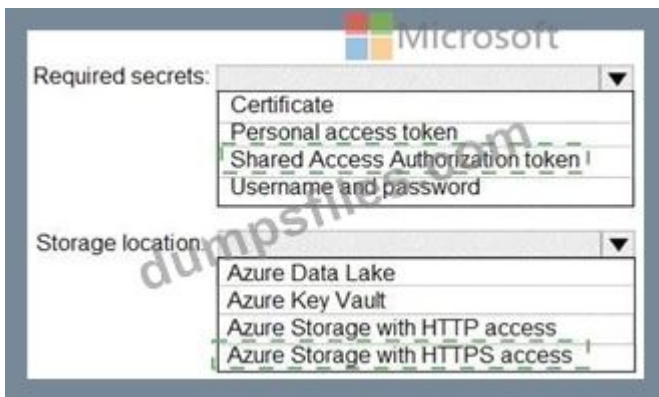 Microsoft
Required secrets:
Certificate
Personal access token
Shared Access Authorization token
Username and password
Storage location:
Azure Data Lake
Azure Key Vault
Azure Storage with HTTP access
Azure Storage with HTTPS access
dumpsfiles.com